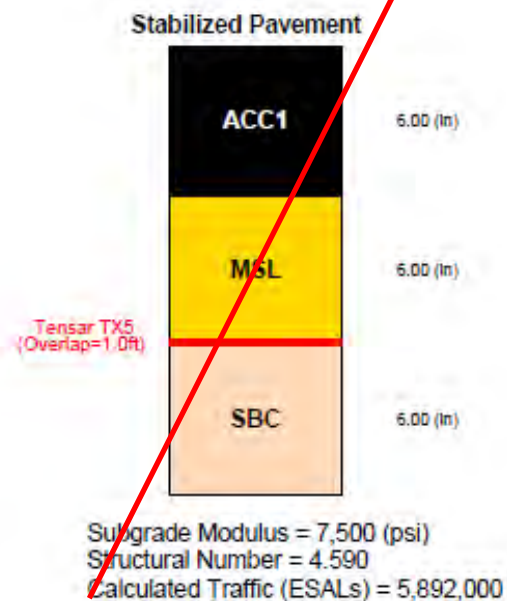 Stabilized Pavement
ACC1
6.00 (in)
MSL
6.00 (in)
Tensar TX5
(Overlap=1.0ft)
SBC
6.00 (in)
Subgrade Modulus = 7,500 (psi)
Structural Number = 4.590
Calculated Traffic (ESALs) = 5,892,000